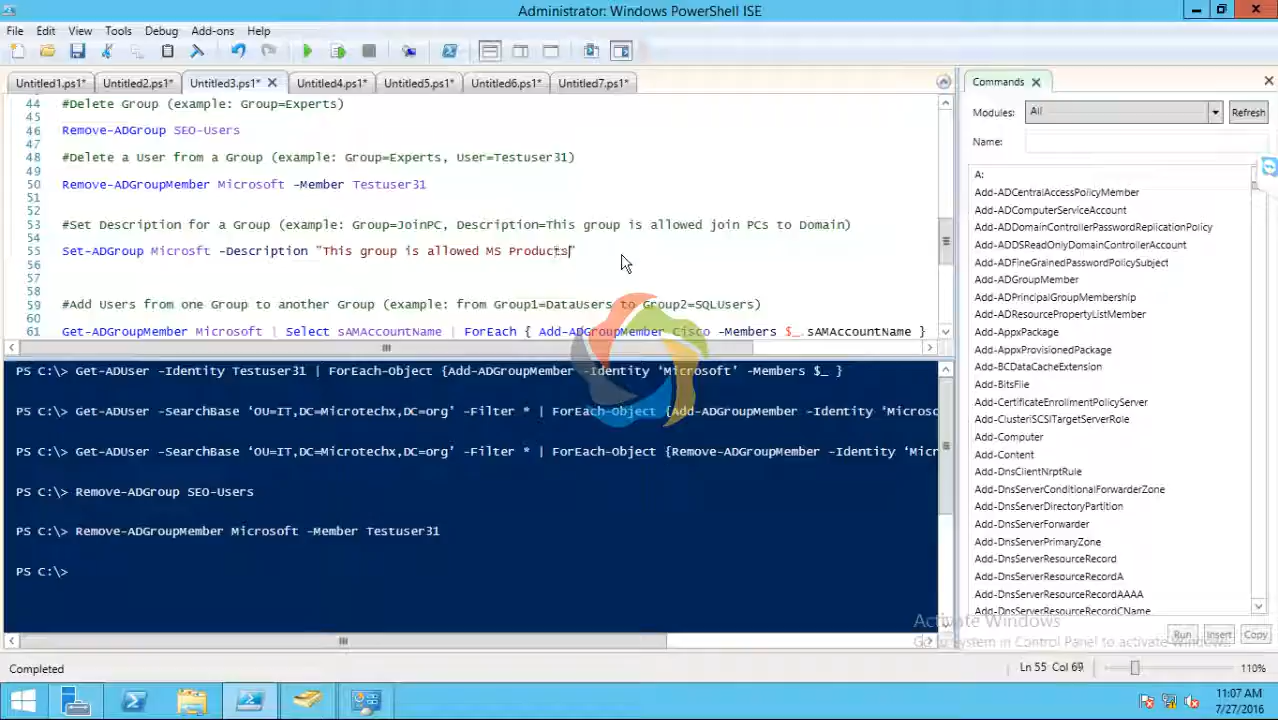 Administrator: Windows PowerShell ISE
File Edit View Tools Debug Add-ons Help
Untitled1.ps1* Untitled2.ps1* Untitled3.ps1* Untitled4.ps1* Untitled5.ps1* Untitled6.ps1* Untitled7.ps1*
44 #Delete Group (example: Group=Experts)
45
46 Remove-ADGroup SEO-Users
47
48 #Delete a User from a Group (example: Group=Experts, User=Testuser31)
49
50 Remove-ADGroupMember Microsoft -Member Testuser31
51
52
53 #Set Description for a Group (example: Group=JoinPC, Description=This group is allowed join PCs to Domain)
54
55 Set-ADGroup Microsft -Description "This group is allowed MS Products"
56
57
58
59 #Add Users from one Group to another Group (example: from Group1=DataUsers to Group2=SQLUsers)
60
61 Get-ADGroupMember Microsoft | Select sAMAccountName | ForEach { Add-ADGroupMember Cisco -Members $_.sAMAccountName }
PS C:\> Get-ADUser -Identity Testuser31 | ForEach-Object {Add-ADGroupMember -Identity ‘Microsoft’ -Members $_ }
PS C:\> Get-ADUser -SearchBase ‘OU=IT,DC=Microtechx,DC=org’ -Filter * | ForEach-Object {Add-ADGroupMember -Identity ‘Microso
PS C:\> Get-ADUser -SearchBase ‘OU=IT,DC=Microtechx,DC=org’ -Filter * | ForEach-Object {Remove-ADGroupMember -Identity ‘Micr
PS C:\> Remove-ADGroup SEO-Users
PS C:\> Remove-ADGroupMember Microsoft -Member Testuser31
PS C:\>
Commands
Modules: All Refresh
Name:
A:
Add-ADCentralAccessPolicyMember
Add-ADComputerServiceAccount
Add-ADDomainControllerPasswordReplicationPolicy
Add-ADDSReadOnlyDomainControllerAccount
Add-ADFineGrainedPasswordPolicySubject
Add-ADGroupMember
Add-ADPrincipalGroupMembership
Add-ADResourcePropertyListMember
Add-AppxPackage
Add-AppxProvisionedPackage
Add-BCDataCacheExtension
Add-BitsFile
Add-CertificateEnrollmentPolicyServer
Add-ClusteriSCSITargetServerRole
Add-Computer
Add-Content
Add-DnsClientNrptRule
Add-DnsServerConditionalForwarderZone
Add-DnsServerDirectoryPartition
Add-DnsServerForwarder
Add-DnsServerPrimaryZone
Add-DnsServerResourceRecord
Add-DnsServerResourceRecordA
Add-DnsServerResourceRecordAAAA
Add-DnsServerResourceRecordCName
Activate Windows
Go to System in Control Panel to activate Windows.
Run Insert Copy
Completed Ln 55 Col 69 110%
11:07 AM
7/27/2016